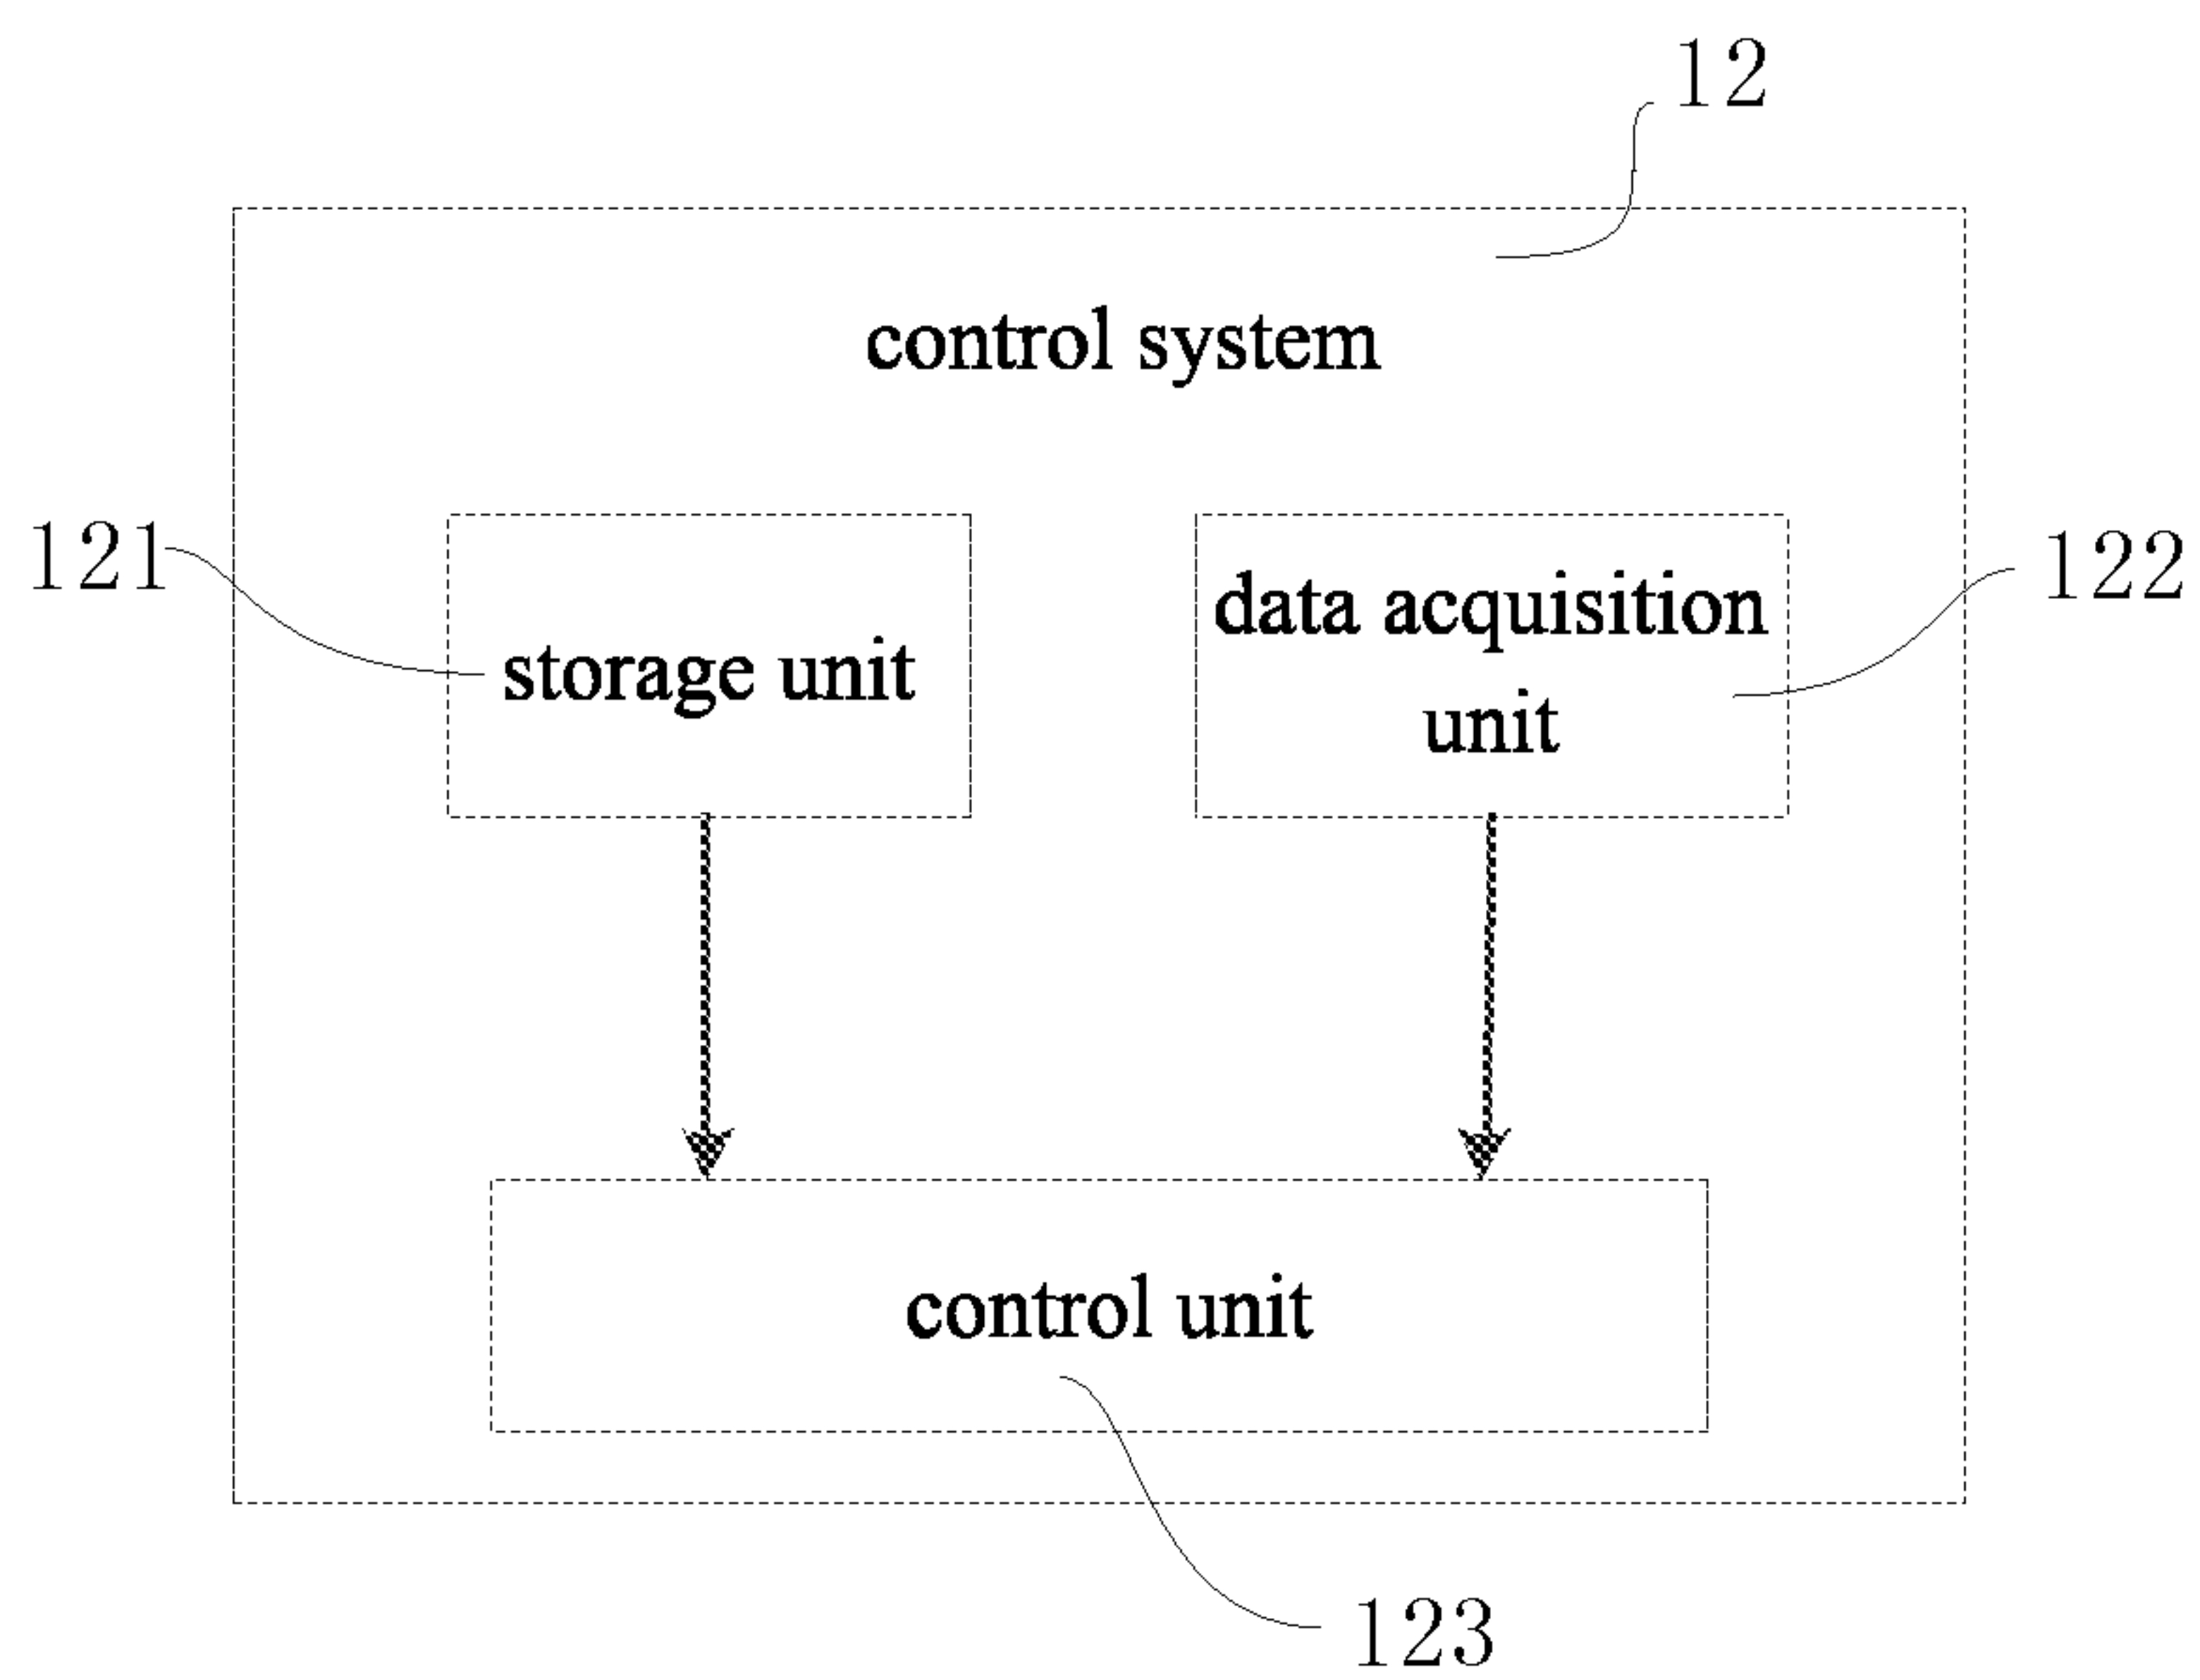 12
control system
121
storage unit
data acquisition
unit
122
control unit
123